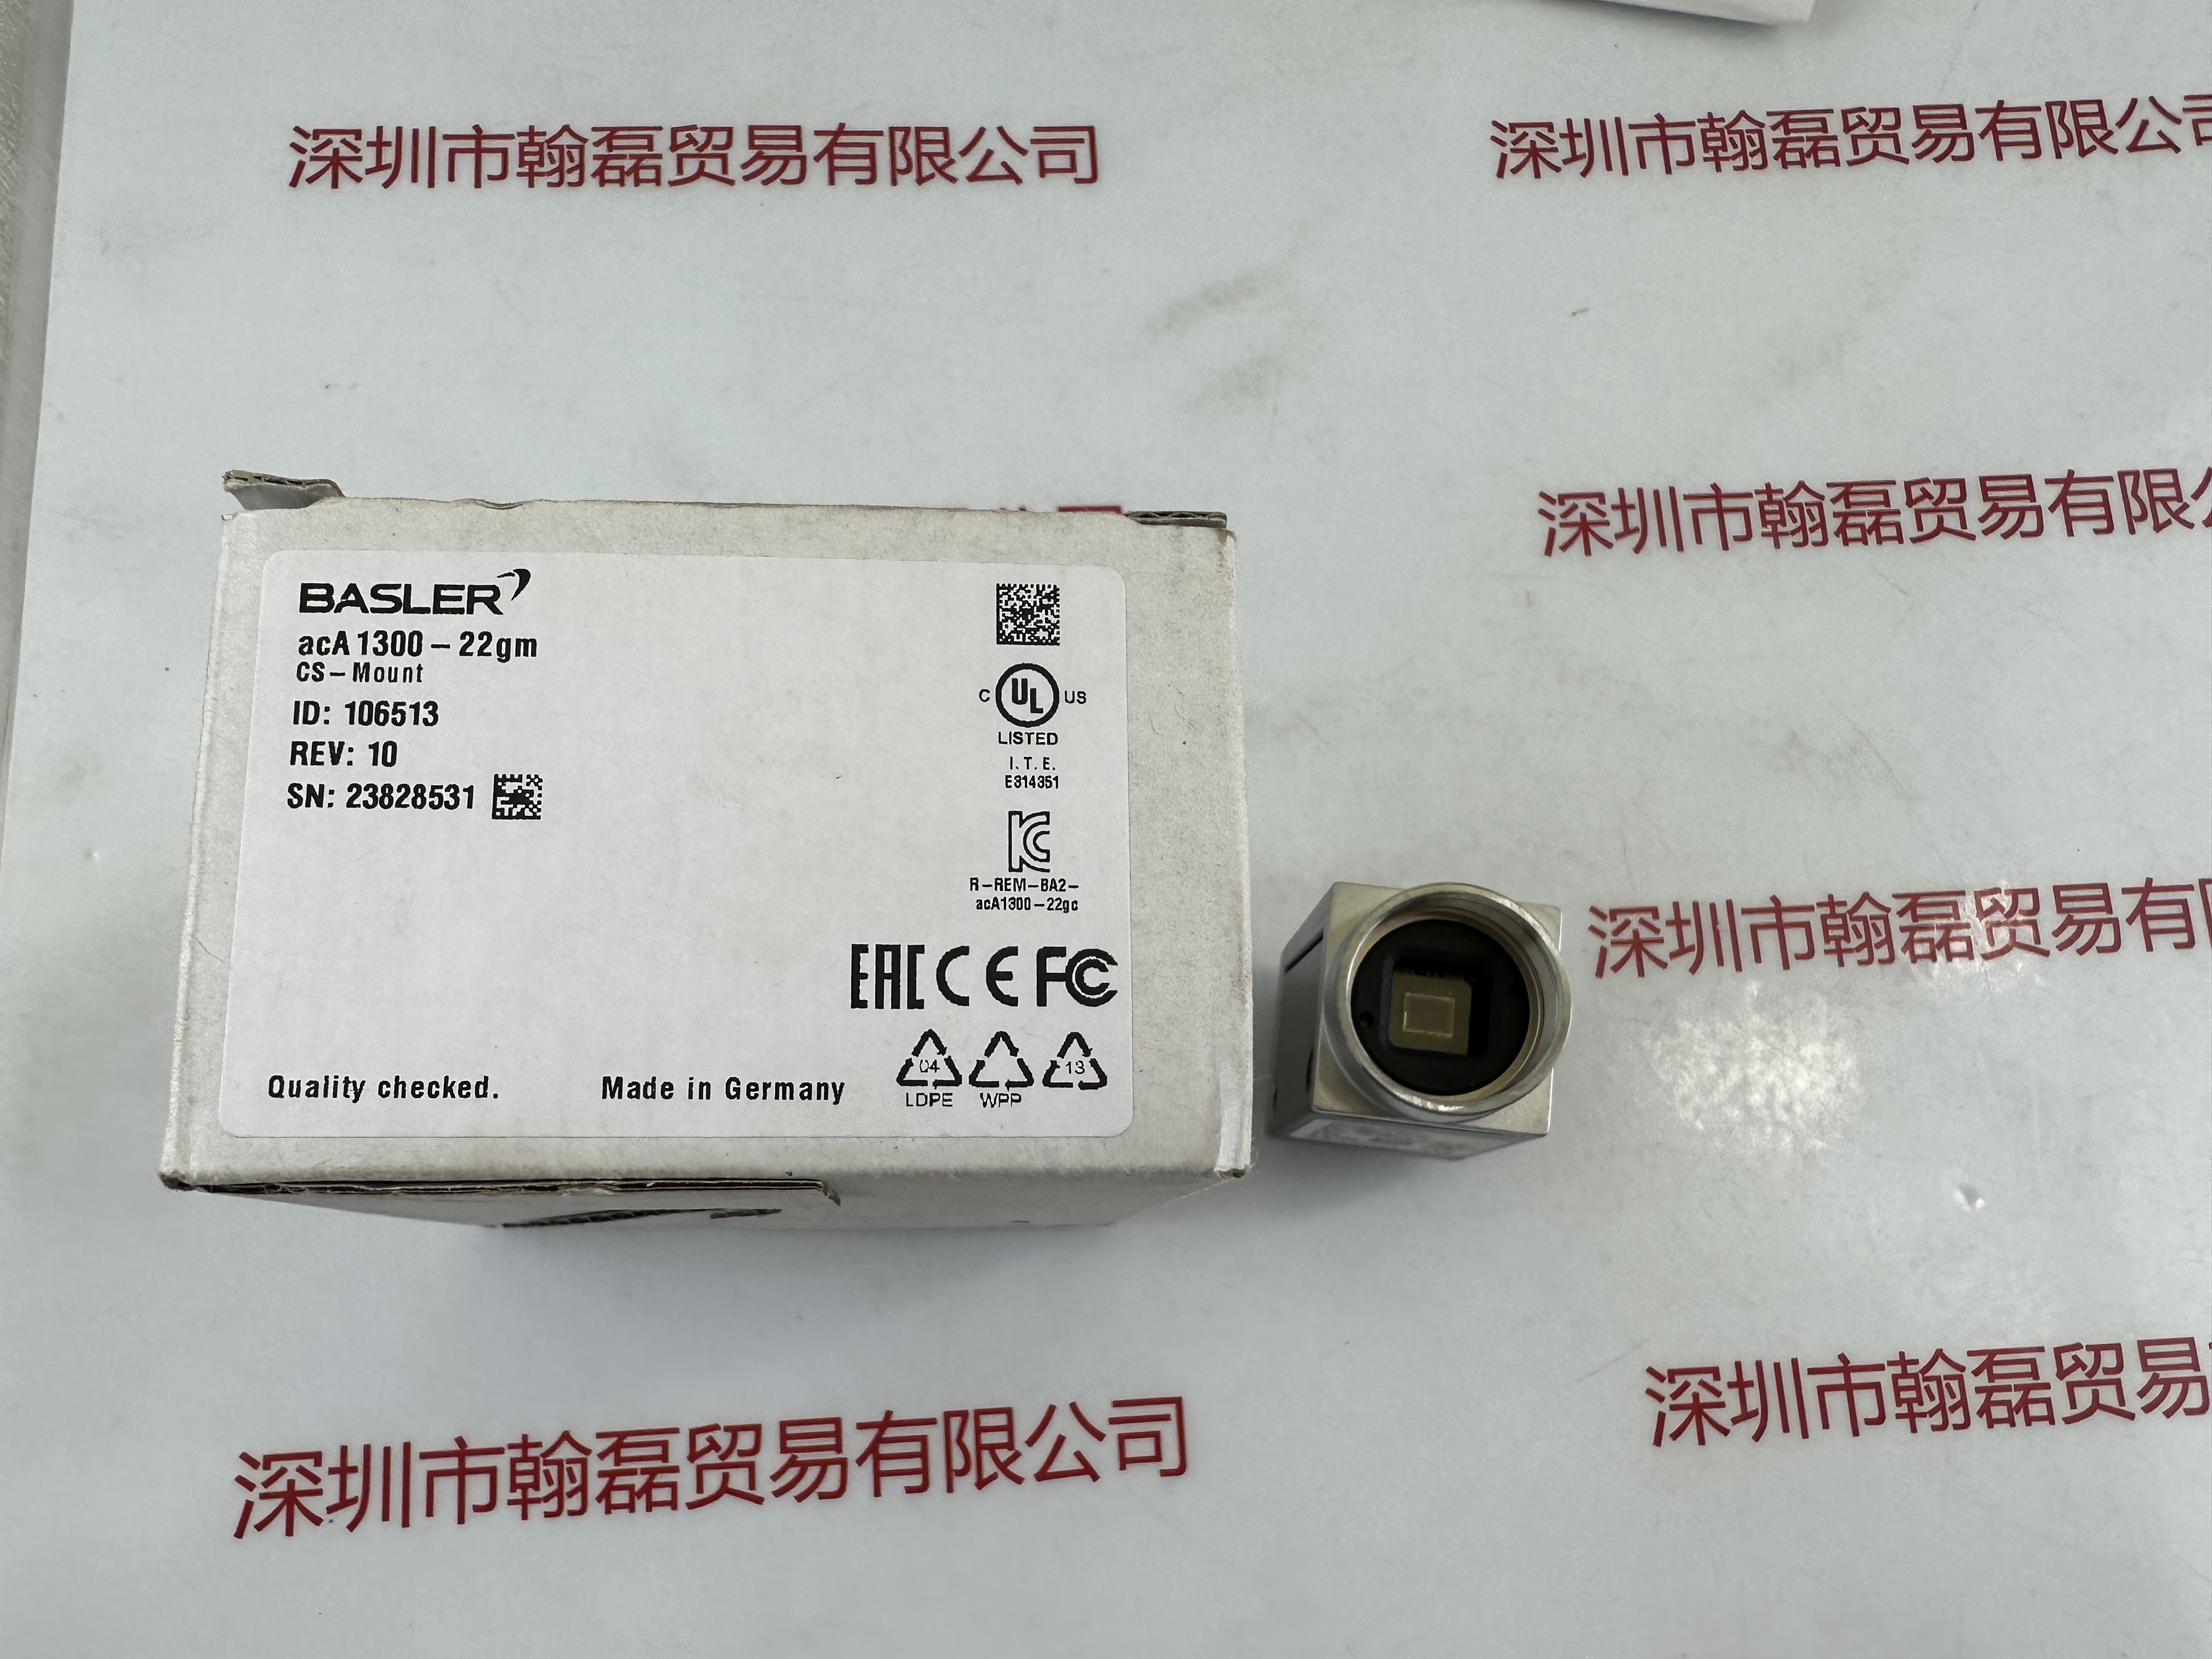 深圳市翰磊贸易有限公司
深圳市翰磊贸易有限公司
深圳市翰磊贸易有限
BASLER
acA1300-22gm
CS-Mount
ID: 106513
REV: 10
SN: 23828531
C UL US
LISTED
I.T.E.
E314351
R-REM-BA2-
acA1300-22gc
EAC CE FC
04
13
LDPE
WPP
Quality checked.
Made in Germany
深圳市翰磊贸易有
深圳市翰磊贸易
深圳市翰磊贸易有限公司